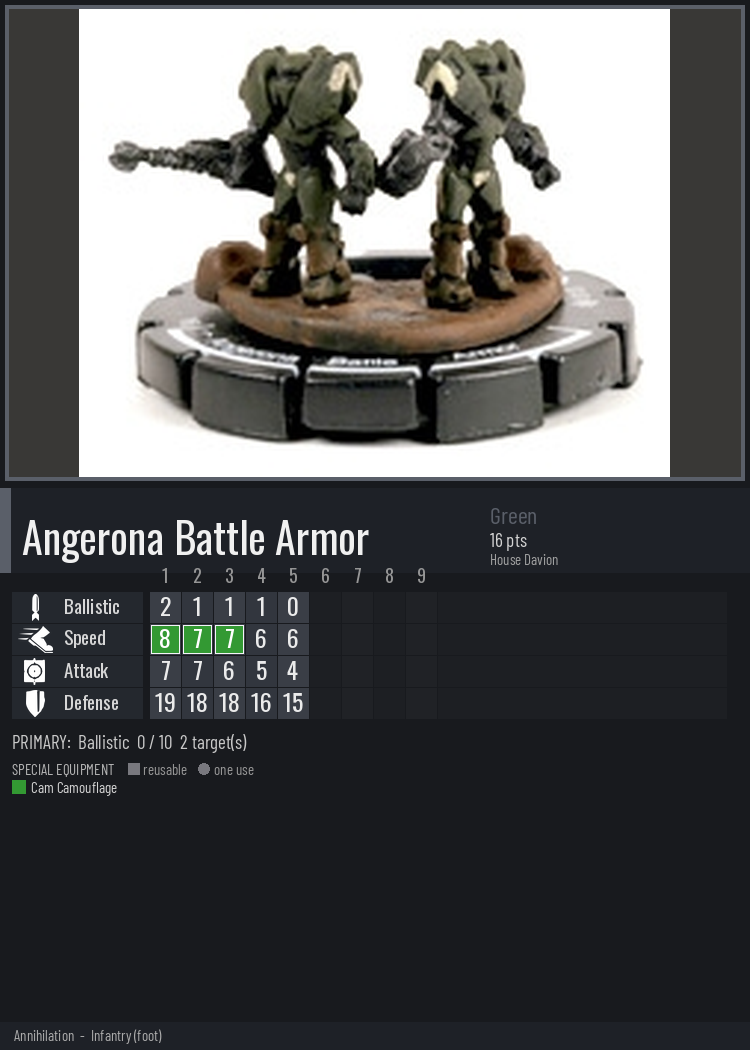 Angerona Battle Armor
Green
16 pts
House Davion
1 2 3 4 5 6 7 8 9
Ballistic 2 1 1 1 0
Speed 8 7 7 6 6
Attack 7 7 6 5 4
Defense 19 18 18 16 15
PRIMARY: Ballistic 0 / 10 2 target(s)
SPECIAL EQUIPMENT reusable one use
Cam Camouflage
Annihilation - Infantry (foot)